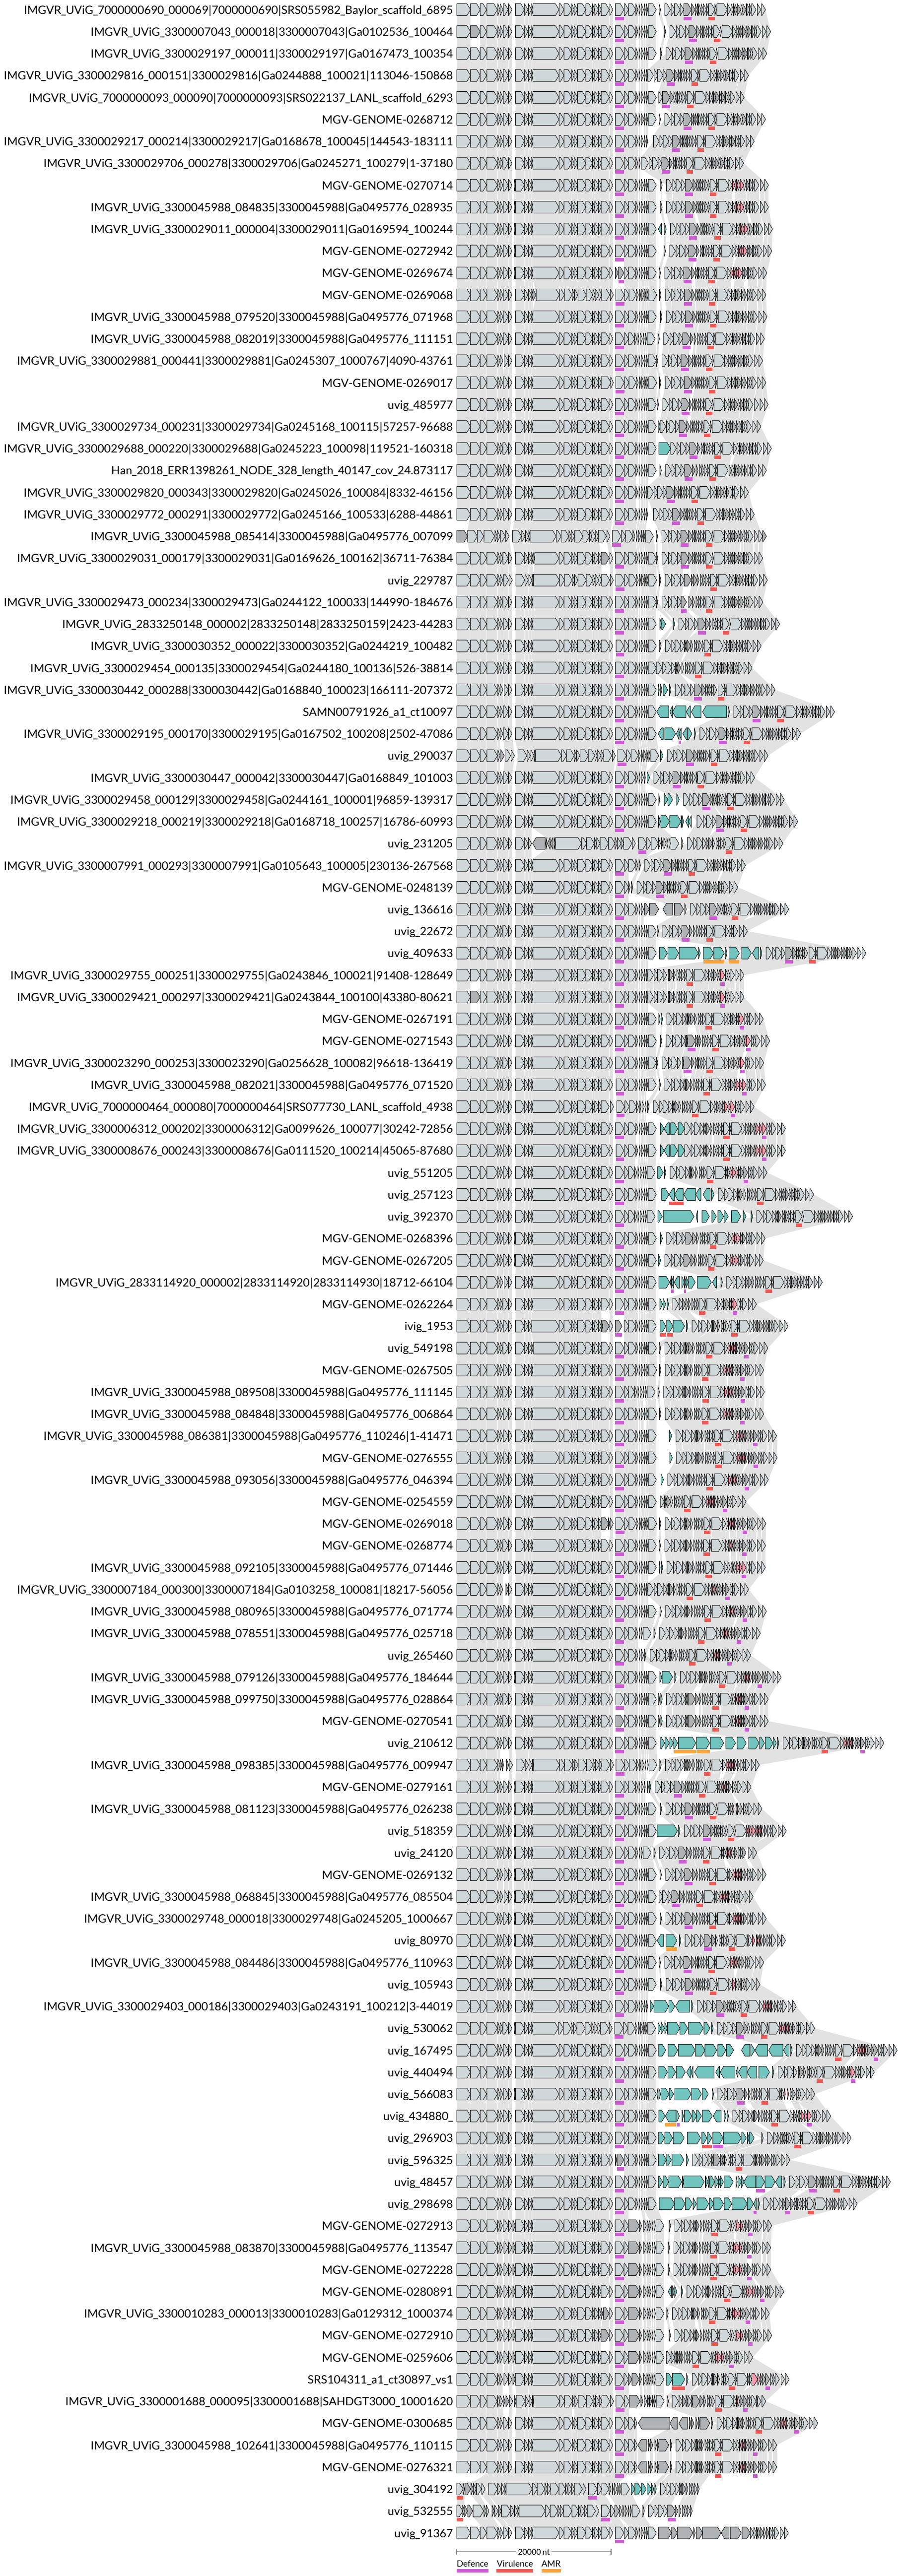 IMGVR_UViG_7000000690_000069|7000000690|SRS055982_Baylor_scaffold_6895
IMGVR_UViG_3300007043_000018|3300007043|Ga0102536_100464
IMGVR_UViG_3300029197_000011|3300029197|Ga0167473_100354
IMGVR_UViG_3300029816_000151|3300029816|Ga0244888_100021|113046-150868
IMGVR_UViG_7000000093_000090|7000000093|SRS022137_LANL_scaffold_6293
MGV-GENOME-0268712
IMGVR_UViG_3300029217_000214|3300029217|Ga0168678_100045|144543-183111
IMGVR_UViG_3300029706_000278|3300029706|Ga0245271_100279|1-37180
MGV-GENOME-0270714
IMGVR_UViG_3300045988_084835|3300045988|Ga0495776_028935
IMGVR_UViG_3300029011_000004|3300029011|Ga0169594_100244
MGV-GENOME-0272942
MGV-GENOME-0269674
MGV-GENOME-0269068
IMGVR_UViG_3300045988_079520|3300045988|Ga0495776_071968
IMGVR_UViG_3300045988_082019|3300045988|Ga0495776_111151
IMGVR_UViG_3300029881_000441|3300029881|Ga0245307_100767|4090-43761
MGV-GENOME-0269017
uvig_485977
IMGVR_UViG_3300029734_000231|3300029734|Ga0245168_100115|57257-96688
IMGVR_UViG_3300029688_000220|3300029688|Ga0245223_100098|119521-160318
Han_2018_ERR1398261_NODE_328_length_40147_cov_24.873117
IMGVR_UViG_3300029820_000343|3300029820|Ga0245026_100084|8332-46156
IMGVR_UViG_3300029772_000291|3300029772|Ga0245166_100533|6398-44861
IMGVR_UViG_3300045988_085414|3300045988|Ga0495776_007099
IMGVR_UViG_3300029031_000179|3300029031|Ga0169626_100162|36711-76384
uvig_229787
IMGVR_UViG_3300029473_000234|3300029473|Ga0244122_100033|144990-184676
IMGVR_UViG_2833250148_000002|2833250148|2833250159|2423-44283
IMGVR_UViG_3300030352_000022|3300030352|Ga0244219_100482
IMGVR_UViG_3300029454_000135|3300029454|Ga0244180_100136|526-38814
IMGVR_UViG_3300030442_000288|3300030442|Ga0168840_100023|166111-207372
SAMN00791926_a1_ct10097
IMGVR_UViG_3300029195_000170|3300029195|Ga0167502_100208|2502-47086
uvig_290037
IMGVR_UViG_3300030447_000042|3300030447|Ga0168849_101003
IMGVR_UViG_3300029458_000129|3300029458|Ga0244161_100001|96859-139317
IMGVR_UViG_3300029218_000219|3300029218|Ga0168718_100257|16786-60993
uvig_231205
IMGVR_UViG_3300007991_000293|3300007991|Ga0105643_100005|230136-267568
MGV-GENOME-0248139
uvig_136616
uvig_22672
uvig_409633
IMGVR_UViG_3300029755_000251|3300029755|Ga0243846_100021|91408-128649
IMGVR_UViG_3300029421_000297|3300029421|Ga0243844_100100|43380-80621
MGV-GENOME-0267191
MGV-GENOME-0271543
IMGVR_UViG_3300023290_000253|3300023290|Ga0256628_100082|96618-136419
IMGVR_UViG_3300045988_082021|3300045988|Ga0495776_071520
IMGVR_UViG_7000000464_000080|7000000464|SRS077730_LANL_scaffold_4938
IMGVR_UViG_3300006312_000202|3300006312|Ga0099626_100077|30242-72856
IMGVR_UViG_3300008676_000243|3300008676|Ga0111520_100214|45065-87680
uvig_551205
uvig_257123
uvig_392370
MGV-GENOME-0268396
MGV-GENOME-0267205
IMGVR_UViG_2833114920_000002|2833114920|2833114930|18712-66104
MGV-GENOME-0262264
ivig_1953
uvig_549198
MGV-GENOME-0267505
IMGVR_UViG_3300045988_089508|3300045988|Ga0495776_111145
IMGVR_UViG_3300045988_084848|3300045988|Ga0495776_006864
IMGVR_UViG_3300045988_086381|3300045988|Ga0495776_110246|1-41471
MGV-GENOME-0276555
IMGVR_UViG_3300045988_093056|3300045988|Ga0495776_046394
MGV-GENOME-0254559
MGV-GENOME-0269018
MGV-GENOME-0268774
IMGVR_UViG_3300045988_092105|3300045988|Ga0495776_071446
IMGVR_UViG_3300007184_000300|3300007184|Ga0103258_100081|18217-56056
IMGVR_UViG_3300045988_080965|3300045988|Ga0495776_071774
IMGVR_UViG_3300045988_078551|3300045988|Ga0495776_025718
uvig_265460
IMGVR_UViG_3300045988_079126|3300045988|Ga0495776_184644
IMGVR_UViG_3300045988_099750|3300045988|Ga0495776_028864
MGV-GENOME-0270541
uvig_210612
IMGVR_UViG_3300045988_098385|3300045988|Ga0495776_009947
MGV-GENOME-0279161
IMGVR_UViG_3300045988_081123|3300045988|Ga0495776_026238
uvig_518359
uvig_24120
MGV-GENOME-0269132
IMGVR_UViG_3300045988_068845|3300045988|Ga0495776_085504
IMGVR_UViG_3300029748_000018|3300029748|Ga0245205_1000667
uvig_80970
IMGVR_UViG_3300045988_084486|3300045988|Ga0495776_110963
uvig_105943
IMGVR_UViG_3300029403_000186|3300029403|Ga0243191_100212|3-44019
uvig_530062
uvig_167495
uvig_440494
uvig_566083
uvig_434880_
uvig_296903
uvig_596325
uvig_48457
uvig_298698
MGV-GENOME-0272913
IMGVR_UViG_3300045988_083870|3300045988|Ga0495776_113547
MGV-GENOME-0272228
MGV-GENOME-0280891
IMGVR_UViG_3300010283_000013|3300010283|Ga0129312_1000374
MGV-GENOME-0272910
MGV-GENOME-0259606
SRS104311_a1_ct30897_vs1
IMGVR_UViG_3300001688_000095|3300001688|SAHDGT3000_10001620
MGV-GENOME-0300685
IMGVR_UViG_3300045988_102641|3300045988|Ga0495776_110115
MGV-GENOME-0276321
uvig_304192
uvig_532555
uvig_91367
20000 nt
Defence Virulence AMR